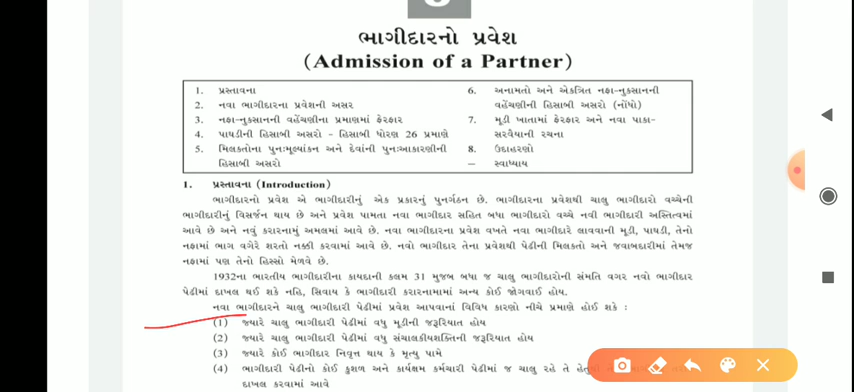 ભાગીદારનો પ્રવેશ
(Admission of a Partner)
1. પ્રસ્તાવના
2. નવા ભાગીદારના પ્રવેશની અસર
3. નફા-નુકસાનની વહેંચણીના પ્રમાણમાં ફેરફાર
4. પાઘડીની હિસાબી અસરો – હિસાબી ધોરણ 26 પ્રમાણે
5. મિલકતોના પુનઃમૂલ્યાંકન અને દેવાંની પુનઃઆકારણીની
હિસાબી અસરો
6. અનામતો અને એકત્રિત નફા-નુકસાનની
વહેંચણીની હિસાબી અસરો (નોંધો)
7. મૂડી ખાતામાં ફેરફાર અને નવા પાકા-
સરવૈયાની રચના
8. ઉદાહરણો
– સ્વાધ્યાય
1. પ્રસ્તાવના (Introduction)
ભાગીદારનો પ્રવેશ એ ભાગીદારીનું એક પ્રકારનું પુનર્ગઠન છે. ભાગીદારના પ્રવેશથી ચાલુ ભાગીદારો વચ્ચેની
ભાગીદારીનું વિસર્જન થાય છે અને પ્રવેશ પામતા નવા ભાગીદાર સહિત બધા ભાગીદારો વચ્ચે નવી ભાગીદારી અસ્તિત્વમાં
આવે છે અને નવું કરારનામું અમલમાં આવે છે. નવા ભાગીદારના પ્રવેશ વખતે નવા ભાગીદારે લાવવાની મૂડી, પાઘડી, તેનો
નફામાં ભાગ વગેરે શરતો નક્કી કરવામાં આવે છે. નવો ભાગીદાર તેના પ્રવેશથી પેઢીની મિલકતો અને જવાબદારીમાં તેમજ
નફામાં પણ તેનો હિસ્સો મેળવે છે.
1932ના ભારતીય ભાગીદારીના કાયદાની કલમ 31 મુજબ બધા જ ચાલુ ભાગીદારોની સંમતિ વગર નવો ભાગીદાર
પેઢીમાં દાખલ થઈ શકે નહિ, સિવાય કે ભાગીદારી કરારનામામાં અન્ય કોઈ જોગવાઈ હોય.
નવા ભાગીદારને ચાલુ ભાગીદારી પેઢીમાં પ્રવેશ આપવાનાં વિવિધ કારણો નીચે પ્રમાણે હોઈ શકે :
(1) જ્યારે ચાલુ ભાગીદારી પેઢીમાં વધુ મૂડીની જરૂરિયાત હોય
(2) જ્યારે ચાલુ ભાગીદારી પેઢીમાં વધુ સંચાલકીયશક્તિની જરૂરિયાત હોય
(3) જ્યારે કોઈ ભાગીદાર નિવૃત્ત થાય કે મૃત્યુ પામે
(4) ભાગીદારી પેઢીનો કોઈ કુશળ અને કાર્યક્ષમ કર્મચારી પેઢીમાં જ ચાલુ રહે તે હેતુથી
દાખલ કરવામાં આવે